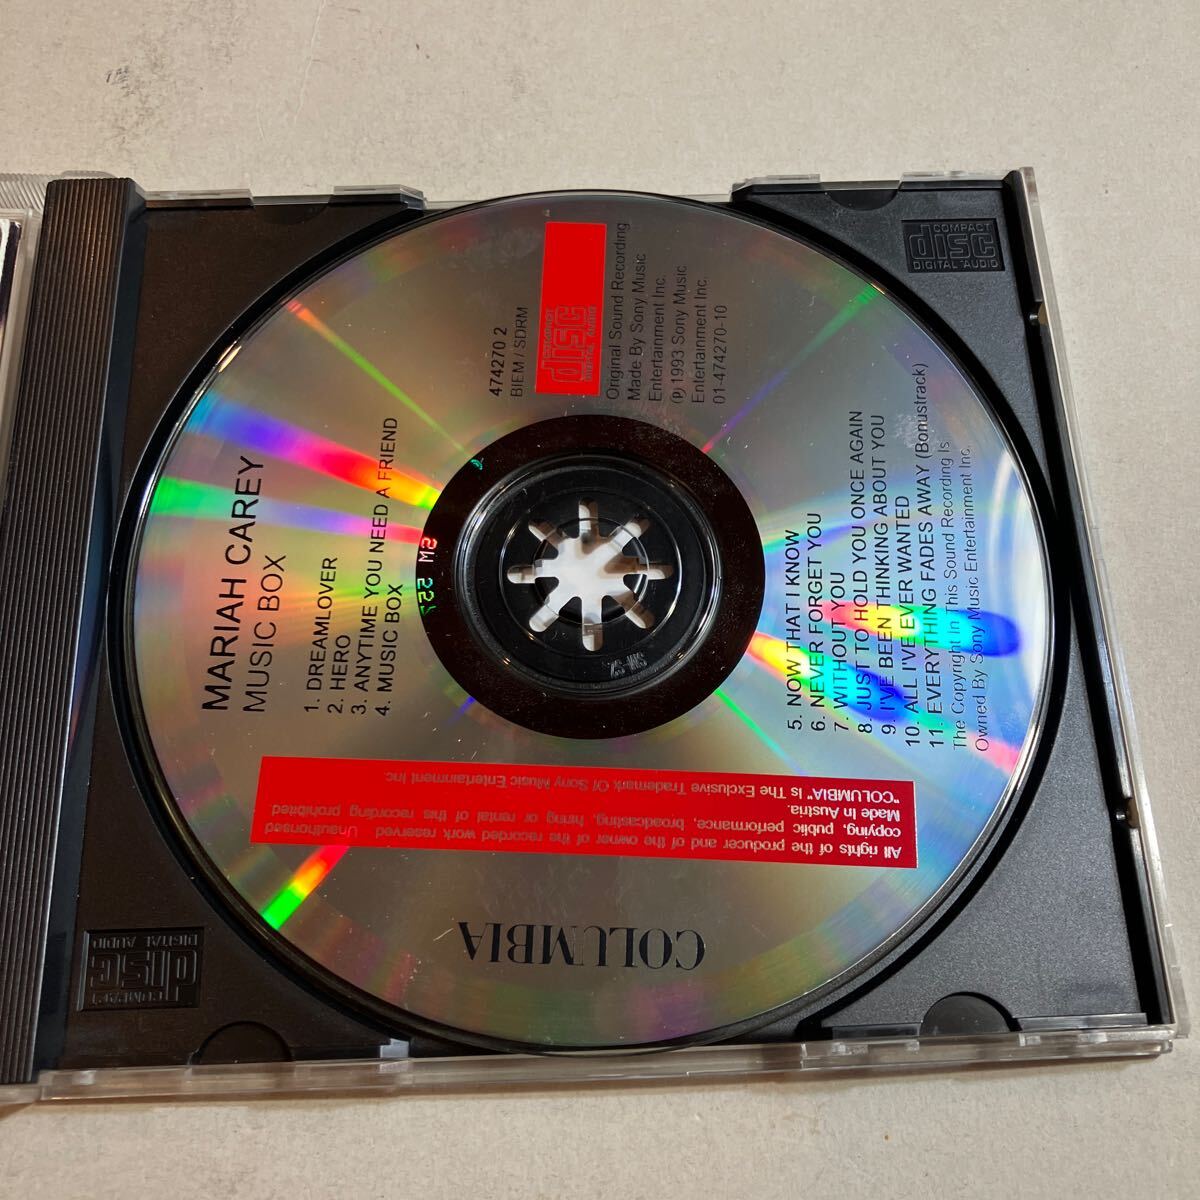 MARIAH CAREY
MUSIC BOX
1. DREAMLOVER
2. HERO
3. ANYTIME YOU NEED A FRIEND
4. MUSIC BOX
474270 2
BIEM / SDRM
COMPACT
disc
DIGITAL AUDIO
Original Sound Recording
Made By Sony Music
Entertainment Inc.
℗ 1993 Sony Music
Entertainment Inc.
01-474270-10
5. NOW THAT I KNOW
6. NEVER FORGET YOU
7. WITHOUT YOU
8. JUST TO HOLD YOU ONCE AGAIN
9. I'VE BEEN THINKING ABOUT YOU
10. ALL I'VE EVER WANTED
11. EVERYTHING FADES AWAY (Bonustrack)
The Copyright In This Sound Recording Is
Owned By Sony Music Entertainment Inc.
All rights of the producer and of the owner of the recorded work reserved. Unauthorised
copying, public performance, broadcasting, hiring or rental of this recording prohibited.
Made In Austria.
"COLUMBIA" Is The Exclusive Trademark Of Sony Music Entertainment Inc.
COLUMBIA
COMPACT
disc
DIGITAL AUDIO
COMPACT
disc
DIGITAL AUDIO